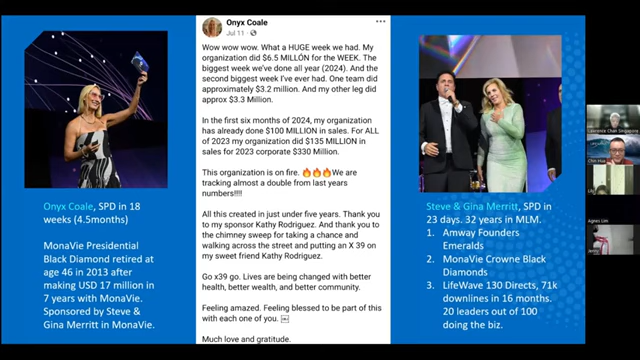 Onyx Coale
Jul 11
Wow wow wow. What a HUGE week we had. My
organization did $6.5 MILLÓN for the WEEK. The
biggest week we've done all year (2024). And the
second biggest week I've ever had. One team did
approximately $3.2 million. And my other leg did
approx $3.3 Million.
In the first six months of 2024, my organization
has already done $100 MILLION in sales. For ALL
of 2023 my organization did $135 MILLION in
sales for 2023 corporate $330 Million.
This organization is on fire. 🔥🔥🔥We are
tracking almost a double from last years
numbers!!!!
All this created in just under five years. Thank you
to my sponsor Kathy Rodriguez. And thank you to
the chimney sweep for taking a chance and
walking across the street and putting an X 39 on
my sweet friend Kathy Rodriguez.
Go x39 go. Lives are being changed with better
health, better wealth, and better community.
Feeling amazed. Feeling blessed to be part of this
with each one of you.
Much love and gratitude.
Onyx Coale, SPD in 18
weeks (4.5months)
MonaVie Presidential
Black Diamond retired at
age 46 in 2013 after
making USD 17 million in
7 years with MonaVie.
Sponsored by Steve &
Gina Merritt in MonaVie.
Steve & Gina Merritt, SPD in
23 days. 32 years in MLM.
1. Amway Founders
Emeralds
2. MonaVie Crowne Black
Diamonds
3. LifeWave 130 Directs, 71k
downlines in 16 months.
20 leaders out of 100
doing the biz.
Lawrence Chan Singapore
Chin Hua
Agnes Lim